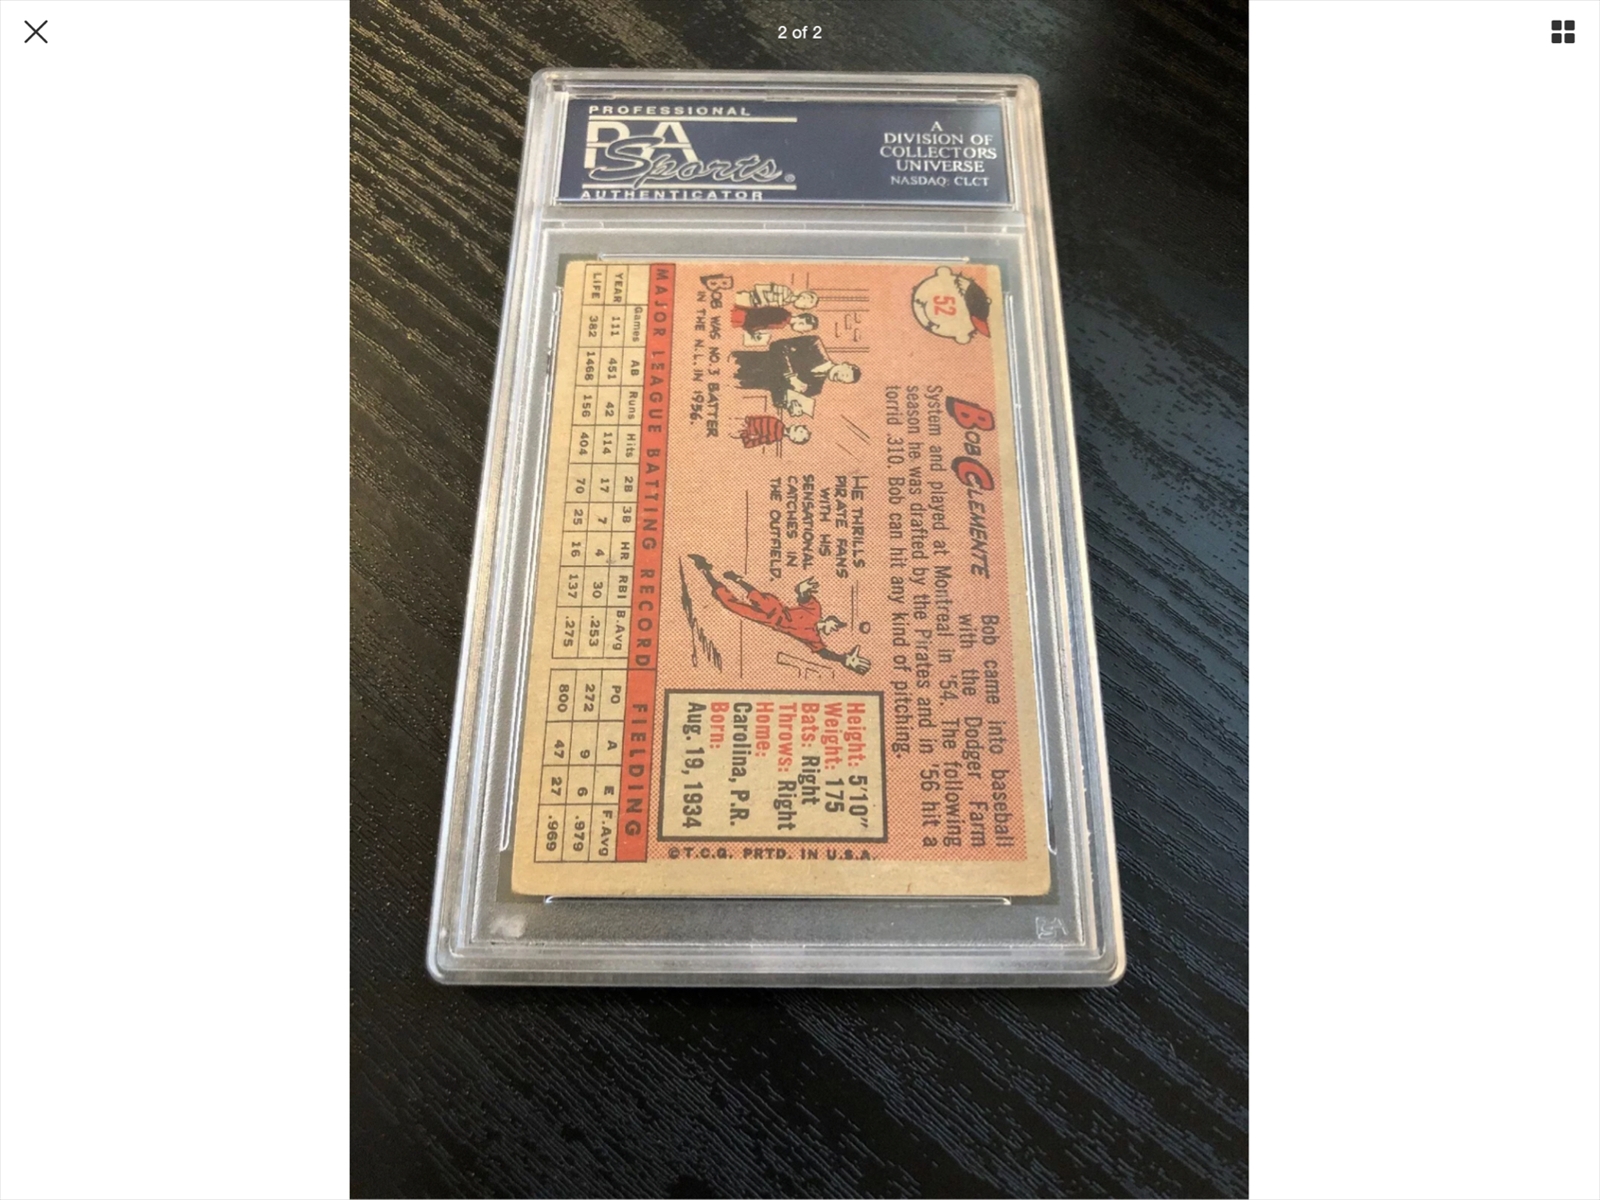 2 of 2
PROFESSIONAL
PSA
Sports®
AUTHENTICATOR
A
DIVISION OF
COLLECTORS
UNIVERSE
NASDAQ: CLCT
52
BOB CLEMENTE
Bob came into baseball
with the Dodger Farm
System and played at Montreal in '54. The following
season he was drafted by the Pirates and in '56 hit a
torrid .310. Bob can hit any kind of pitching.
BOB WAS NO. 3 BATTER
IN THE N.L. IN 1956.
HE THRILLS
PIRATE FANS
WITH HIS
SENSATIONAL
CATCHES IN
THE OUTFIELD.
Height: 5'10"
Weight: 175
Bats: Right
Throws: Right
Home:
Carolina, P.R.
Born:
Aug. 19, 1934
©T.C.G. PRTD. IN U.S.A.
MAJOR LEAGUE BATTING RECORD FIELDING
Games AB Runs Hits 2B 3B HR RBI B.Avg PO A E F.Avg
YEAR 111 451 42 114 17 7 4 30 .253 272 9 6 .979
LIFE 382 1468 156 404 70 25 16 137 .275 800 47 27 .969